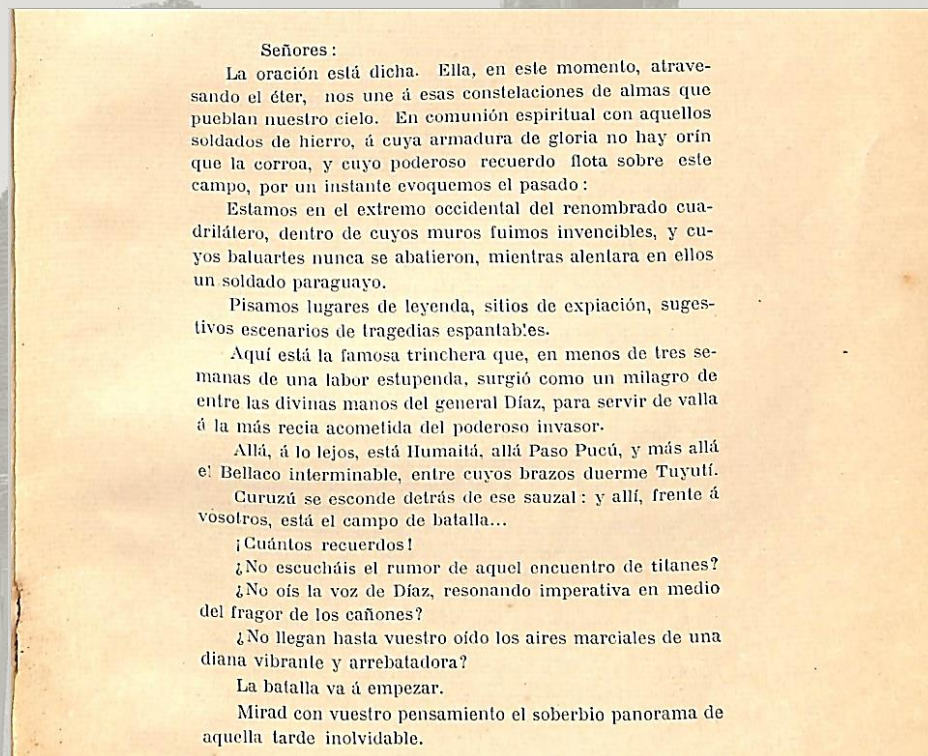 Señores :
La oración está dicha. Ella, en este momento, atrave-
sando el éter, nos une á esas constelaciones de almas que
pueblan nuestro cielo. En comunión espiritual con aquellos
soldados de hierro, á cuya armadura de gloria no hay orín
que la corroa, y cuyo poderoso recuerdo flota sobre este
campo, por un instante evoquemos el pasado :
Estamos en el extremo occidental del renombrado cua-
drilátero, dentro de cuyos muros fuimos invencibles, y cu-
yos baluartes nunca se abatieron, mientras alentara en ellos
un soldado paraguayo.
Pisamos lugares de leyenda, sitios de expiación, suges-
tivos escenarios de tragedias espantables.
Aquí está la famosa trinchera que, en menos de tres se-
manas de una labor estupenda, surgió como un milagro de
entre las divinas manos del general Díaz, para servir de valla
á la más recia acometida del poderoso invasor.
Allá, á lo lejos, está Humaitá, allá Paso Pucú, y más allá
el Bellaco interminable, entre cuyos brazos duerme Tuyutí.
Curuzú se esconde detrás de ese sauzal : y allí, frente á
vosotros, está el campo de batalla...
¡Cuántos recuerdos!
¿No escucháis el rumor de aquel encuentro de titanes?
¿No oís la voz de Díaz, resonando imperativa en medio
del fragor de los cañones?
¿No llegan hasta vuestro oído los aires marciales de una
diana vibrante y arrebatadora?
La batalla va á empezar.
Mirad con vuestro pensamiento el soberbio panorama de
aquella tarde inolvidable.